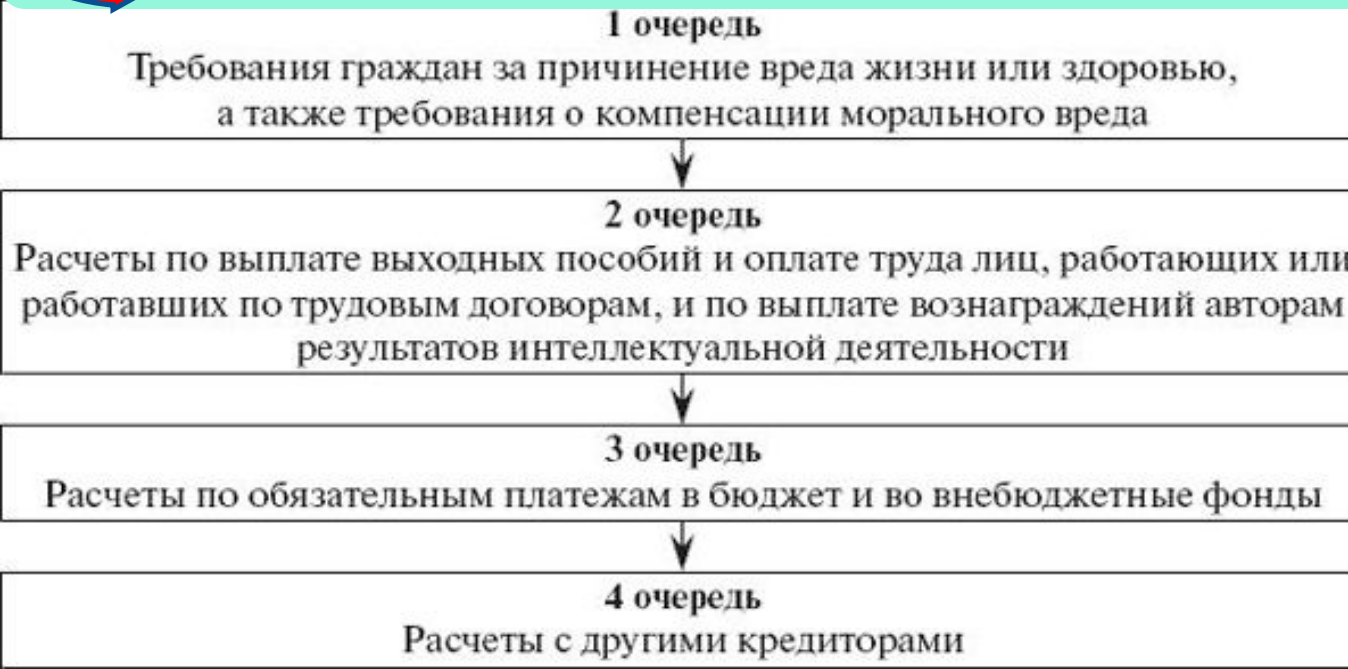 1 очередь
Требования граждан за причинение вреда жизни или здоровью,
а также требования о компенсации морального вреда
2 очередь
Расчеты по выплате выходных пособий и оплате труда лиц, работающих или
работавших по трудовым договорам, и по выплате вознаграждений авторам
результатов интеллектуальной деятельности
3 очередь
Расчеты по обязательным платежам в бюджет и во внебюджетные фонды
4 очередь
Расчеты с другими кредиторами